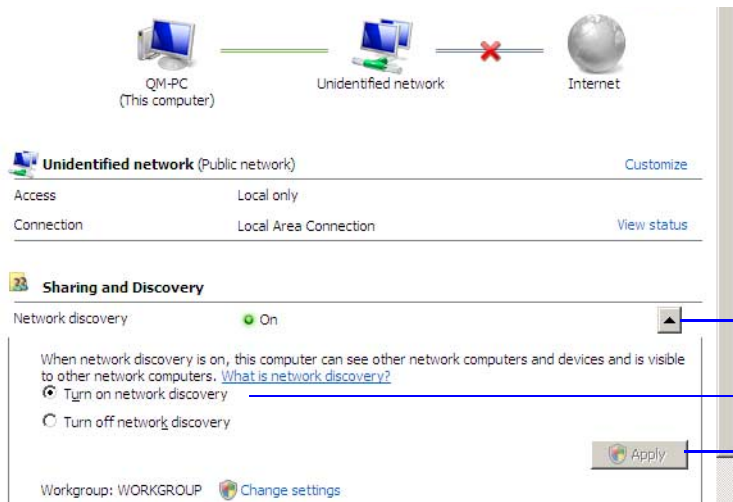 QM-PC
(This computer)
Unidentified network
Internet
Unidentified network (Public network) Customize
Access Local only
Connection Local Area Connection View status
Sharing and Discovery
Network discovery On
When network discovery is on, this computer can see other network computers and devices and is visible
to other network computers. What is network discovery?
Turn on network discovery
Turn off network discovery
Apply
Workgroup: WORKGROUP Change settings